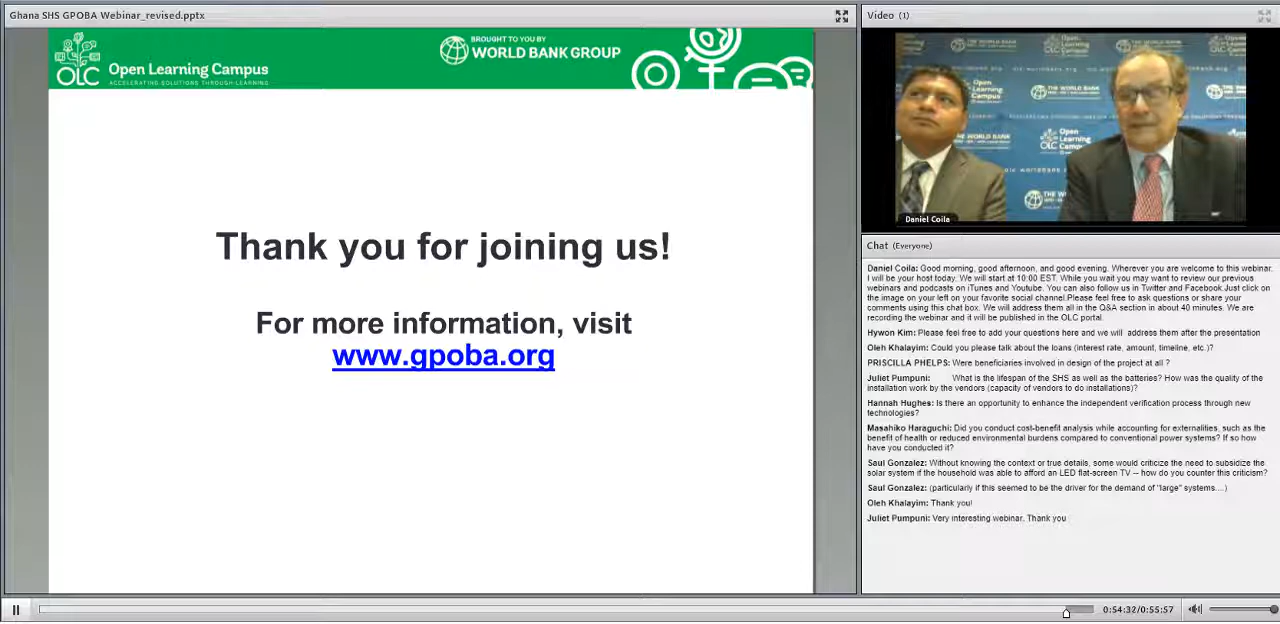 Ghana SHS GPOBA Webinar_revised.pptx
OLC Open Learning Campus
ACCELERATING SOLUTIONS THROUGH LEARNING
BROUGHT TO YOU BY
WORLD BANK GROUP
Thank you for joining us!
For more information, visit
www.gpoba.org
Video (1)
Open Learning Campus
THE WORLD BANK
THE WORLD BANK
Open Learning Campus
OLC
Daniel Coila
Chat (Everyone)
Daniel Coila: Good morning, good afternoon, and good evening. Wherever you are welcome to this webinar.
I will be your host today. We will start at 10:00 EST. While you wait you may want to review our previous
webinars and podcasts on iTunes and Youtube. You can also follow us in Twitter and Facebook.Just click on
the image on your left on your favorite social channel.Please feel free to ask questions or share your
comments using this chat box. We will address them all in the Q&A section in about 40 minutes. We are
recording the webinar and it will be published in the OLC portal.
Hywon Kim: Please feel free to add your questions here and we will address them after the presentation
Oleh Khalayim: Could you please talk about the loans (interest rate, amount, timeline, etc.)?
PRISCILLA PHELPS: Were beneficiaries involved in design of the project at all ?
Juliet Pumpuni: What is the lifespan of the SHS as well as the batteries? How was the quality of the
installation work by the vendors (capacity of vendors to do installations)?
Hannah Hughes: Is there an opportunity to enhance the independent verification process through new
technologies?
Masahiko Haraguchi: Did you conduct cost-benefit analysis while accounting for externalities, such as the
benefit of health or reduced environmental burdens compared to conventional power systems? If so how
have you conducted it?
Saul Gonzalez: Without knowing the context or true details, some would criticize the need to subsidize the
solar system if the household was able to afford an LED flat-screen TV -- how do you counter this criticism?
Saul Gonzalez: (particularly if this seemed to be the driver for the demand of "large" systems....)
Oleh Khalayim: Thank you!
Juliet Pumpuni: Very interesting webinar. Thank you
0:54:32/0:55:57